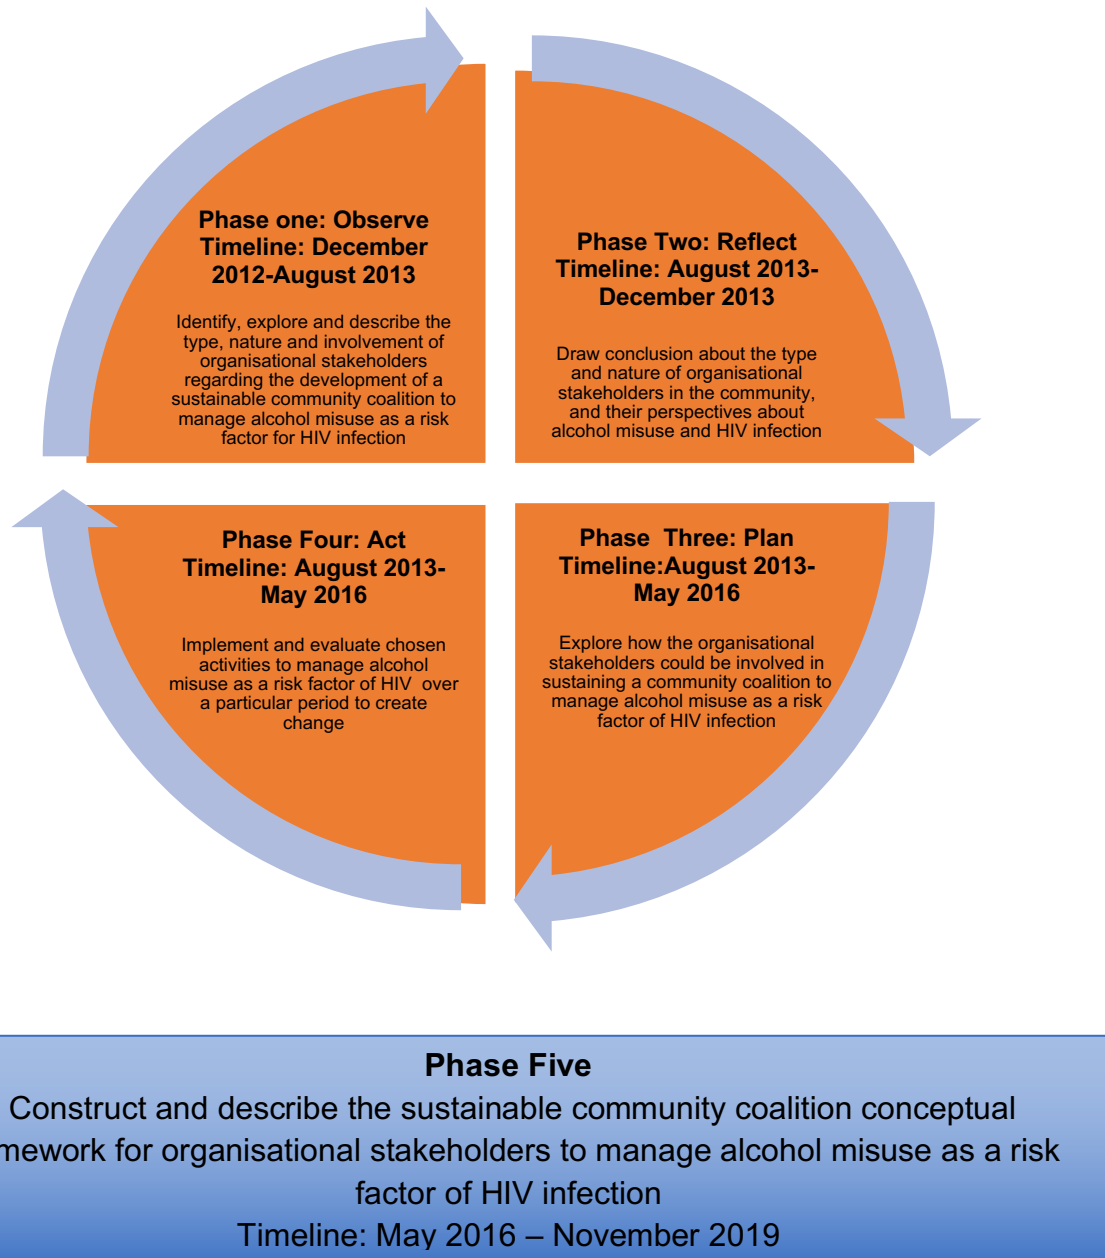 Phase one: Observe
Timeline: December
2012-August 2013
Identify, explore and describe the
type, nature and involvement of
organisational stakeholders
regarding the development of a
sustainable community coalition to
manage alcohol misuse as a risk
factor for HIV infection
Phase Two: Reflect
Timeline: August 2013-
December 2013
Draw conclusion about the type
and nature of organisational
stakeholders in the community,
and their perspectives about
alcohol misuse and HIV infection
Phase Four: Act
Timeline: August 2013-
May 2016
Implement and evaluate chosen
activities to manage alcohol
misuse as a risk factor of HIV over
a particular period to create
change
Phase Three: Plan
Timeline:August 2013-
May 2016
Explore how the organisational
stakeholders could be involved in
sustaining a community coalition to
manage alcohol misuse as a risk
factor of HIV infection
Phase Five
Construct and describe the sustainable community coalition conceptual
mework for organisational stakeholders to manage alcohol misuse as a risk
factor of HIV infection
Timeline: May 2016 – November 2019